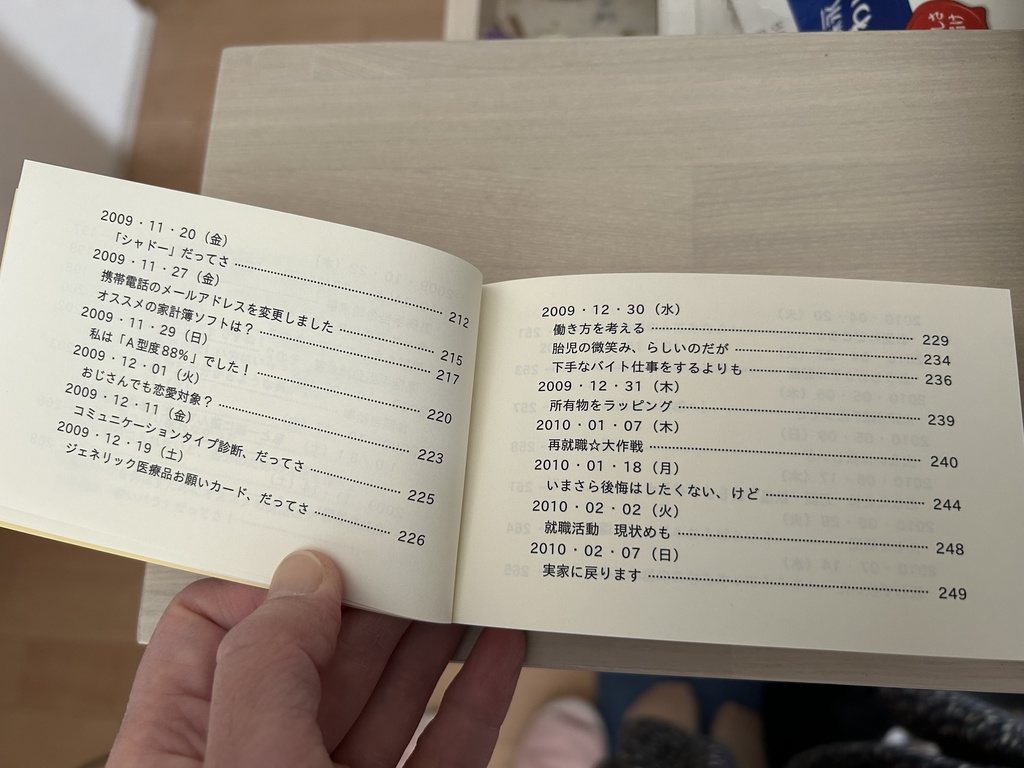 2009・11・20（金）
「シャドー」だってさ 212
2009・11・27（金）
携帯電話のメールアドレスを変更しました 215
オススメの家計簿ソフトは？ 217
2009・11・29（日）
私は「A型度88%」でした！ 220
2009・12・01（火）
おじさんでも恋愛対象？ 223
2009・12・11（金）
コミュニケーションタイプ診断、だってさ 225
2009・12・19（土）
ジェネリック医療品お願いカード、だってさ 226
2009・12・30（水）
働き方を考える 229
胎児の微笑み、らしいのだが 234
下手なバイト仕事をするよりも 236
2009・12・31（木）
所有物をラッピング 239
2010・01・07（木）
再就職☆大作戦 240
2010・01・18（月）
いまさら後悔はしたくない、けど 244
2010・02・02（火）
就職活動　現状めも 248
2010・02・07（日）
実家に戻ります 249